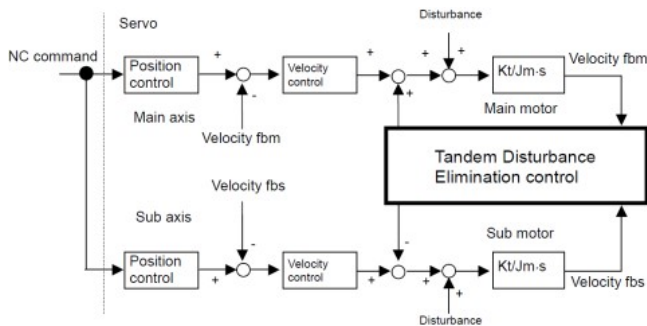 Servo
Disturbance
NC command
Position
control
+
-
Velocity
control
+
+
+
+
Kt/Jm·s
Velocity fbm
Main axis
Velocity fbm
Main motor
Tandem Disturbance
Elimination control
Velocity fbs
Sub axis
Sub motor
Position
control
-
+
Velocity
control
-
+
+
+
Kt/Jm·s
Velocity fbs
Disturbance